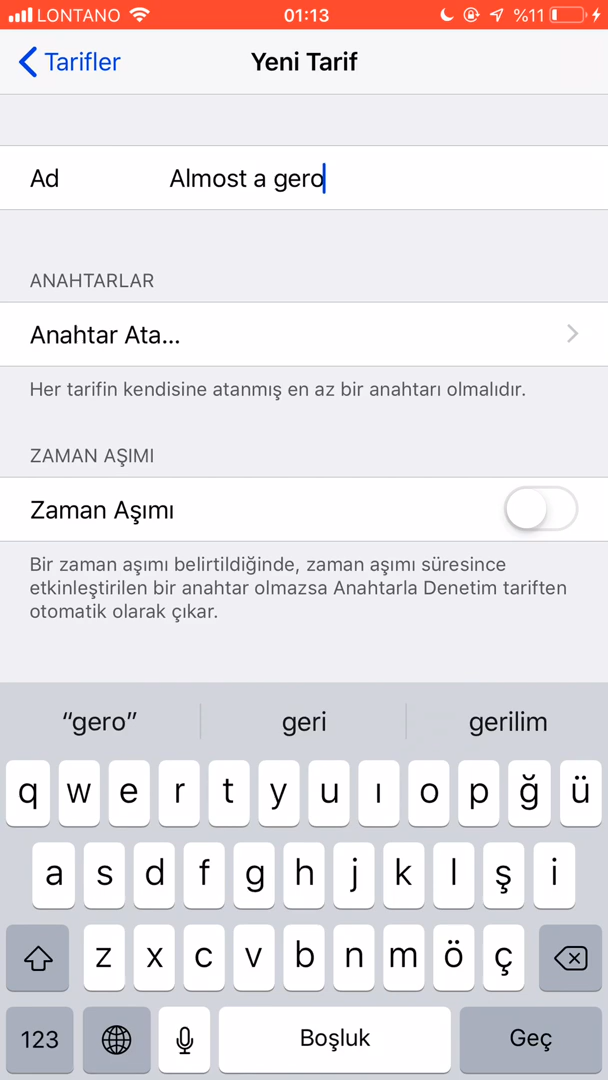 LONTANO 01:13 %11
Tarifler Yeni Tarif
Ad Almost a gero
ANAHTARLAR
Anahtar Ata...
Her tarifin kendisine atanmış en az bir anahtarı olmalıdır.
ZAMAN AŞIMI
Zaman Aşımı
Bir zaman aşımı belirtildiğinde, zaman aşımı süresince
etkinleştirilen bir anahtar olmazsa Anahtarla Denetim tariften
otomatik olarak çıkar.
“gero” geri gerilim
q w e r t y u ı o p ğ ü
a s d f g h j k l ş i
z x c v b n m ö ç
123 Boşluk Geç